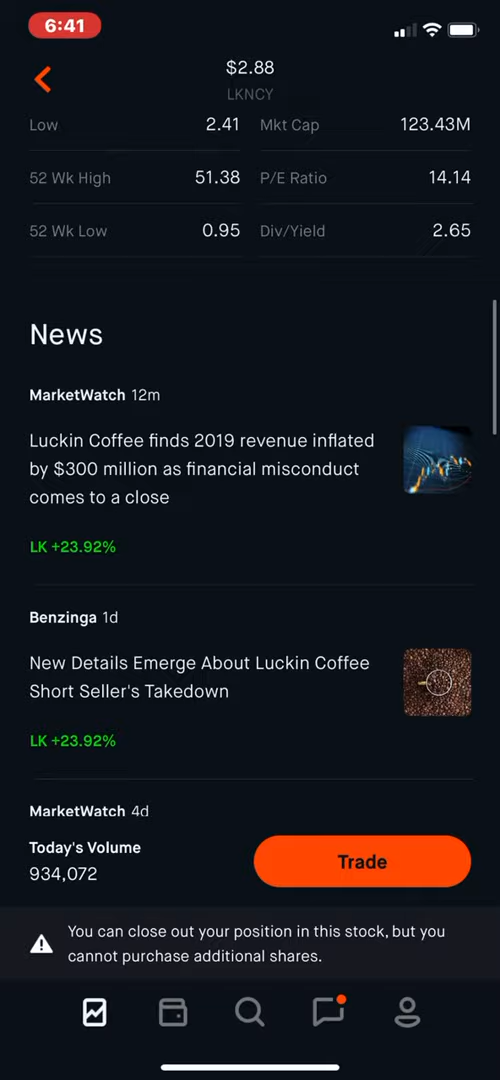 6:41
$2.88
LKNCY
Low 2.41 Mkt Cap 123.43M
52 Wk High 51.38 P/E Ratio 14.14
52 Wk Low 0.95 Div/Yield 2.65
News
MarketWatch 12m
Luckin Coffee finds 2019 revenue inflated
by $300 million as financial misconduct
comes to a close
LK +23.92%
Benzinga 1d
New Details Emerge About Luckin Coffee
Short Seller's Takedown
LK +23.92%
MarketWatch 4d
Today's Volume
934,072
Trade
You can close out your position in this stock, but you
cannot purchase additional shares.